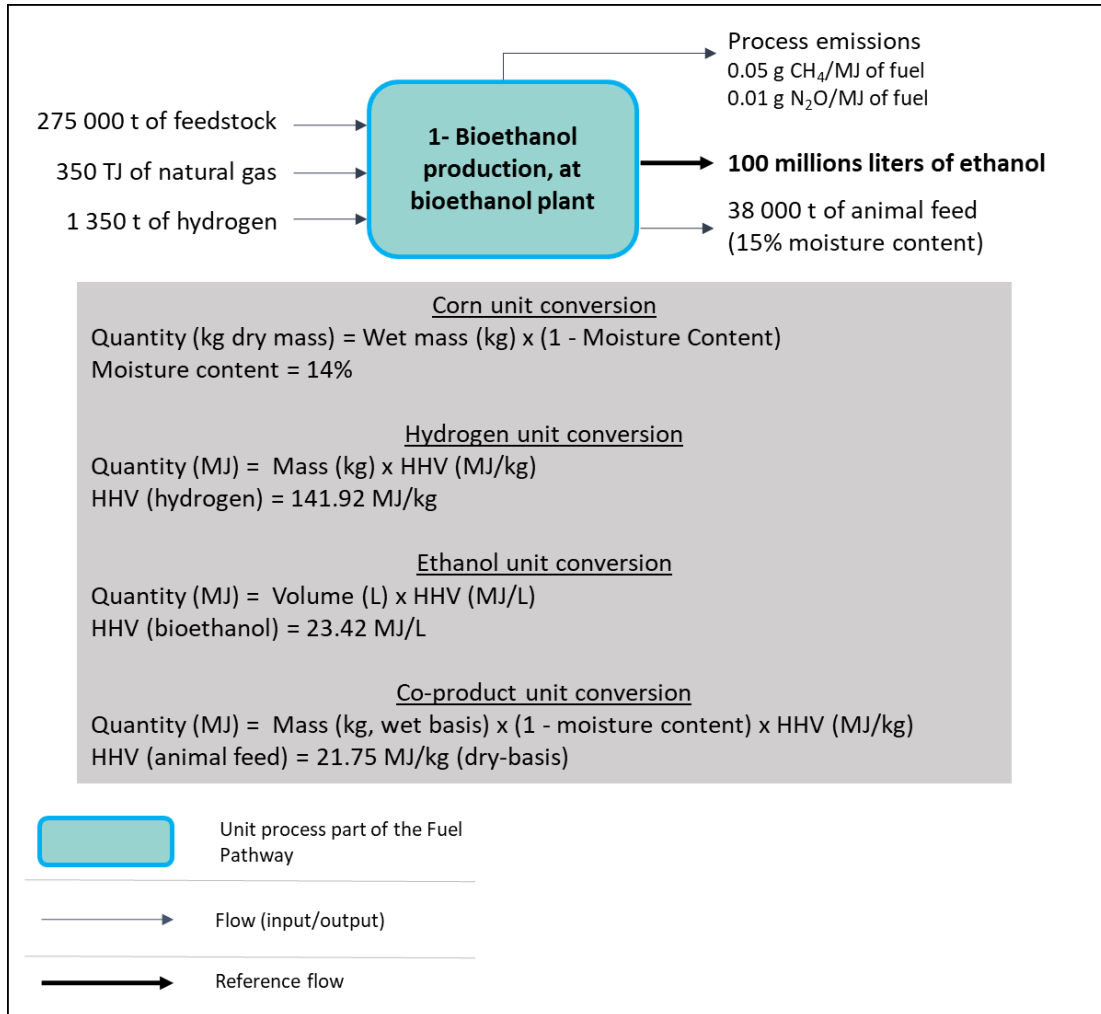 Process emissions
0.05 g CH₄/MJ of fuel
0.01 g N₂O/MJ of fuel
275 000 t of feedstock
350 TJ of natural gas
1 350 t of hydrogen
1- Bioethanol
production, at
bioethanol plant
100 millions liters of ethanol
38 000 t of animal feed
(15% moisture content)
Corn unit conversion
Quantity (kg dry mass) = Wet mass (kg) x (1 - Moisture Content)
Moisture content = 14%
Hydrogen unit conversion
Quantity (MJ) =  Mass (kg) x HHV (MJ/kg)
HHV (hydrogen) = 141.92 MJ/kg
Ethanol unit conversion
Quantity (MJ) =  Volume (L) x HHV (MJ/L)
HHV (bioethanol) = 23.42 MJ/L
Co-product unit conversion
Quantity (MJ) =  Mass (kg, wet basis) x (1 - moisture content) x HHV (MJ/kg)
HHV (animal feed) = 21.75 MJ/kg (dry-basis)
Unit process part of the Fuel
Pathway
Flow (input/output)
Reference flow